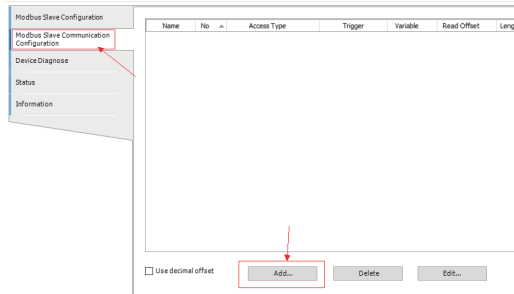 Modbus Slave Configuration
Modbus Slave Communication
Configuration
Device Diagnose
Status
Information
Name No Access Type Trigger Variable Read Offset Leng
Use decimal offset Add... Delete Edit...